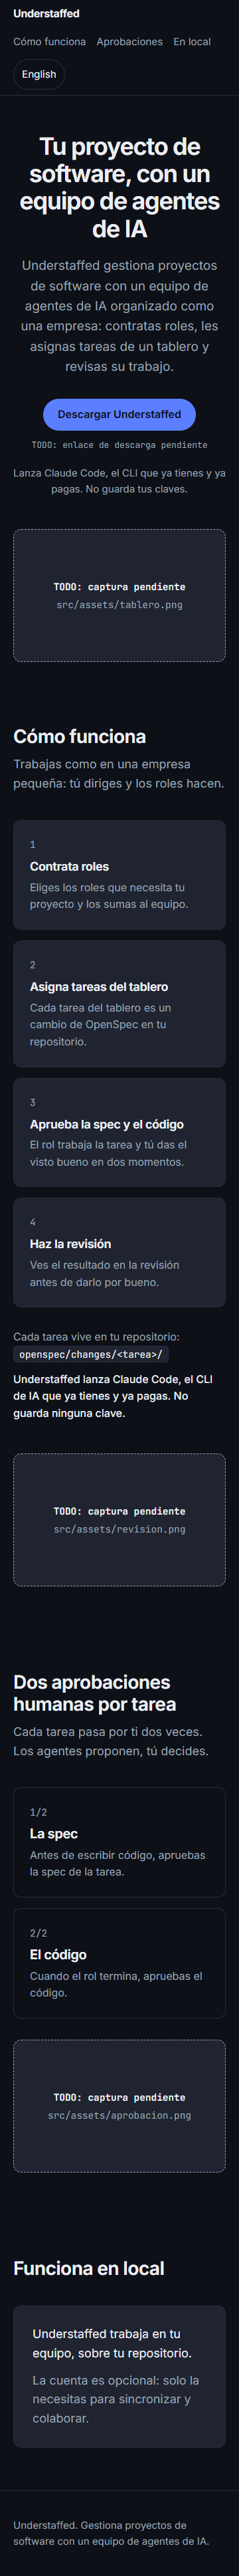 Understaffed
Cómo funciona Aprobaciones En local
English
Tu proyecto de
software, con un
equipo de agentes
de IA
Understaffed gestiona proyectos
de software con un equipo de
agentes de IA organizado como
una empresa: contratas roles, les
asignas tareas de un tablero y
revisas su trabajo.
Descargar Understaffed
TODO: enlace de descarga pendiente
Lanza Claude Code, el CLI que ya tienes y ya
pagas. No guarda tus claves.
TODO: captura pendiente
src/assets/tablero.png
Cómo funciona
Trabajas como en una empresa
pequeña: tú diriges y los roles hacen.
1
Contrata roles
Eliges los roles que necesita tu
proyecto y los sumas al equipo.
2
Asigna tareas del tablero
Cada tarea del tablero es un
cambio de OpenSpec en tu
repositorio.
3
Aprueba la spec y el código
El rol trabaja la tarea y tú das el
visto bueno en dos momentos.
4
Haz la revisión
Ves el resultado en la revisión
antes de darlo por bueno.
Cada tarea vive en tu repositorio:
openspec/changes/<tarea>/
Understaffed lanza Claude Code, el CLI
de IA que ya tienes y ya pagas. No
guarda ninguna clave.
TODO: captura pendiente
src/assets/revision.png
Dos aprobaciones
humanas por tarea
Cada tarea pasa por ti dos veces.
Los agentes proponen, tú decides.
1/2
La spec
Antes de escribir código, apruebas
la spec de la tarea.
2/2
El código
Cuando el rol termina, apruebas el
código.
TODO: captura pendiente
src/assets/aprobacion.png
Funciona en local
Understaffed trabaja en tu
equipo, sobre tu repositorio.
La cuenta es opcional: solo la
necesitas para sincronizar y
colaborar.
Understaffed. Gestiona proyectos de
software con un equipo de agentes de IA.